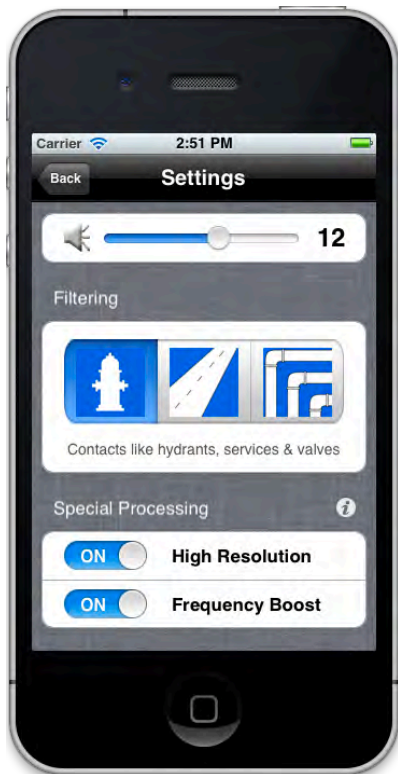 Carrier 2:51 PM
Back Settings
12
Filtering
Contacts like hydrants, services & valves
Special Processing i
ON High Resolution
ON Frequency Boost